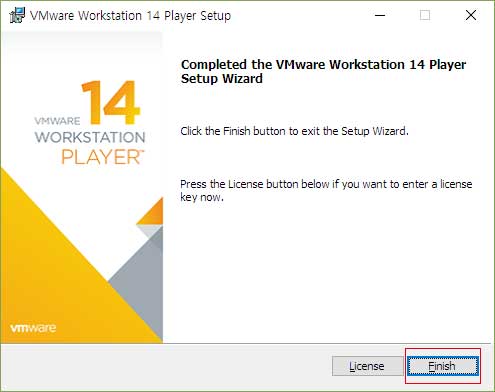 VMware Workstation 14 Player Setup
VMWARE 14
WORKSTATION
PLAYER™
vmware
Completed the VMware Workstation 14 Player
Setup Wizard
Click the Finish button to exit the Setup Wizard.
Press the License button below if you want to enter a license
key now.
License
Finish